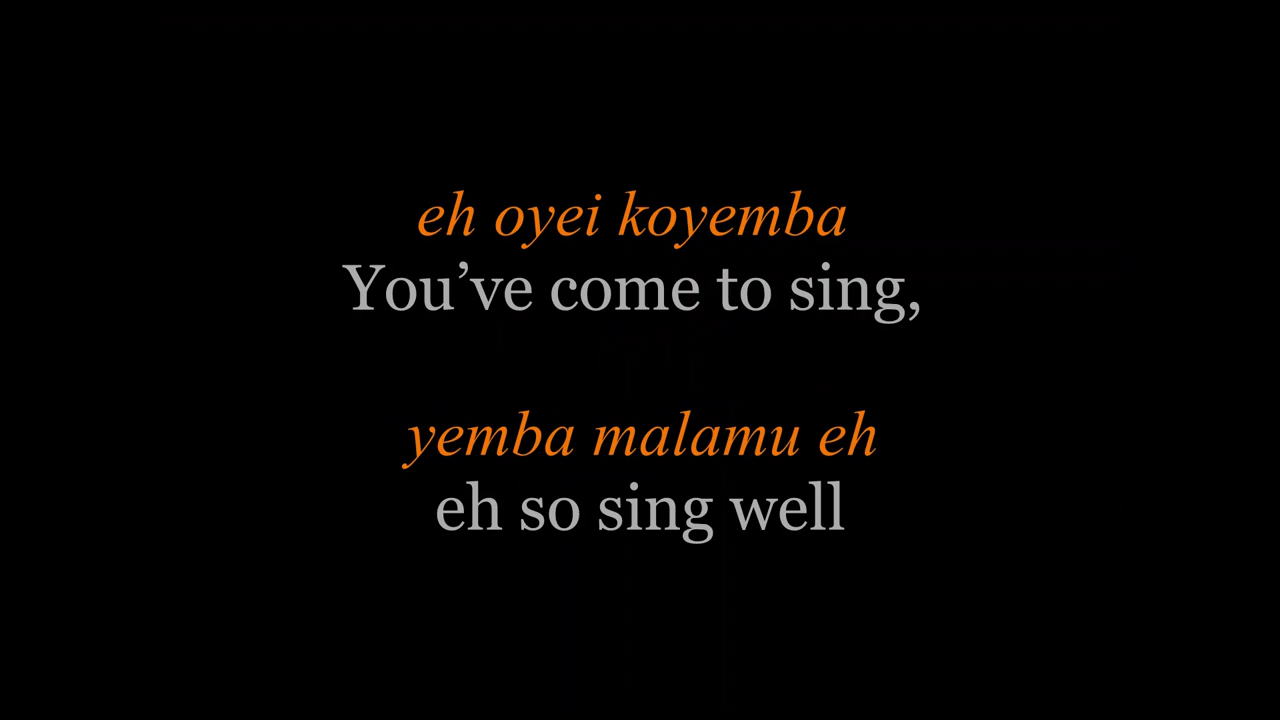 eh oyei koyemba
You’ve come to sing,
yemba malamu eh
eh so sing well